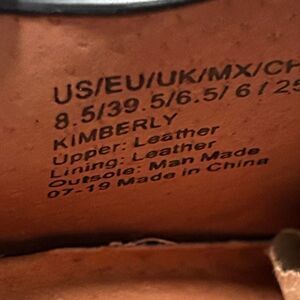 US/EU/UK/MX/CH
8.5/39.5/6.5/ 6 / 25
KIMBERLY
Upper: Leather
Lining: Leather
Outsole: Man Made
07-19 Made in China